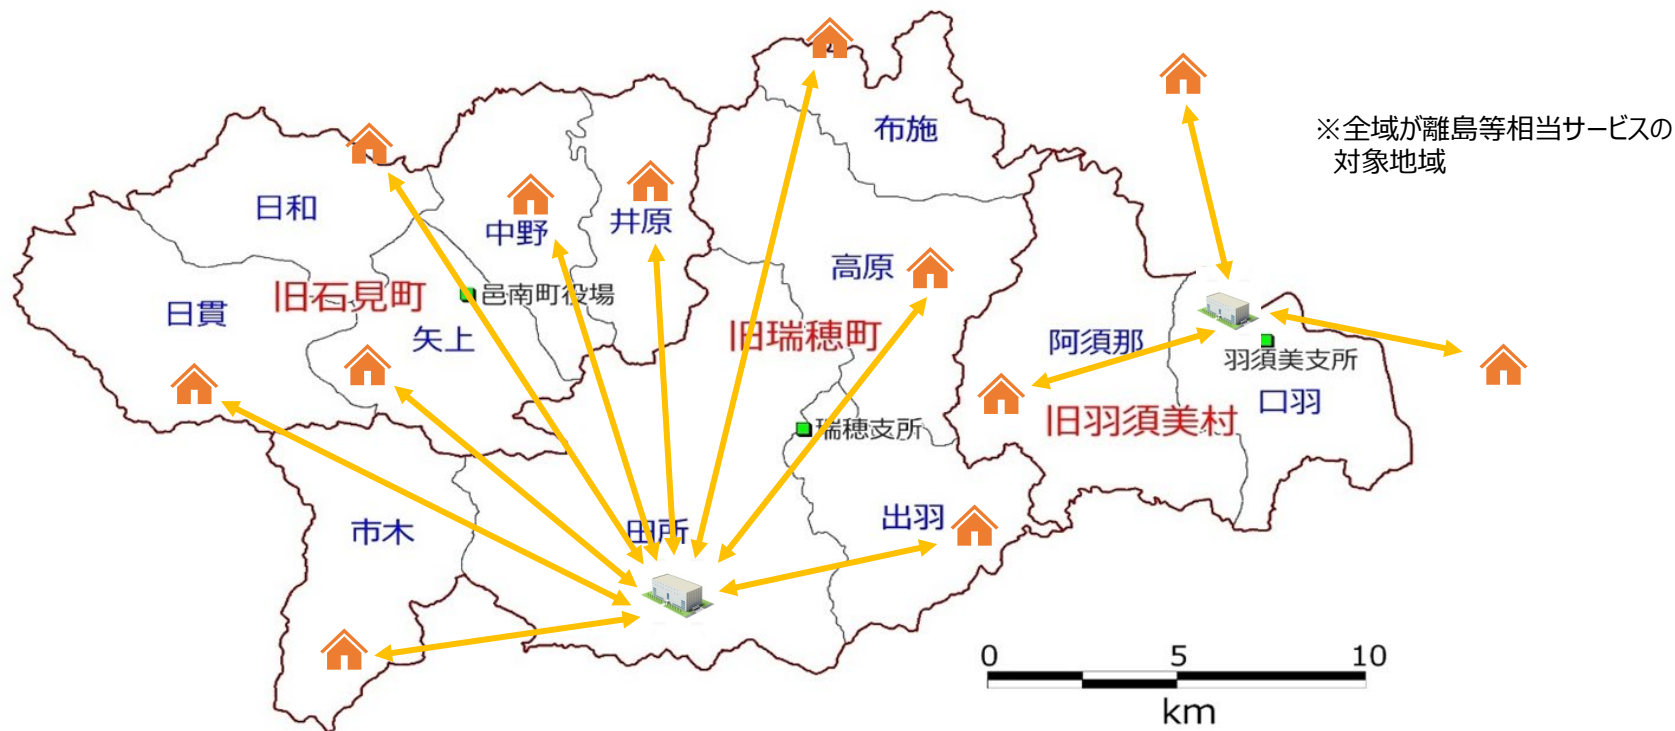 布施
※全域が離島等相当サービスの
対象地域
日和
中野
井原
高原
日貫
旧石見町
邑南町役場
矢上
旧瑞穂町
阿須那
羽須美支所
口羽
旧羽須美村
瑞穂支所
市木
田所
出羽
0 5 10
km